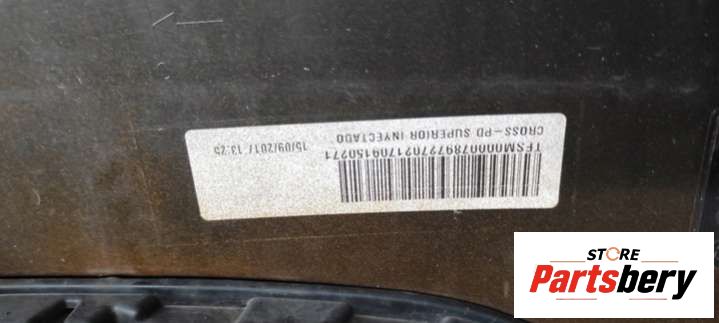 TFSM0000789727021709150271
CROSS-PD SUPERIOR INYECTADO
15/09/2017 13:25
STORE
Partsbery